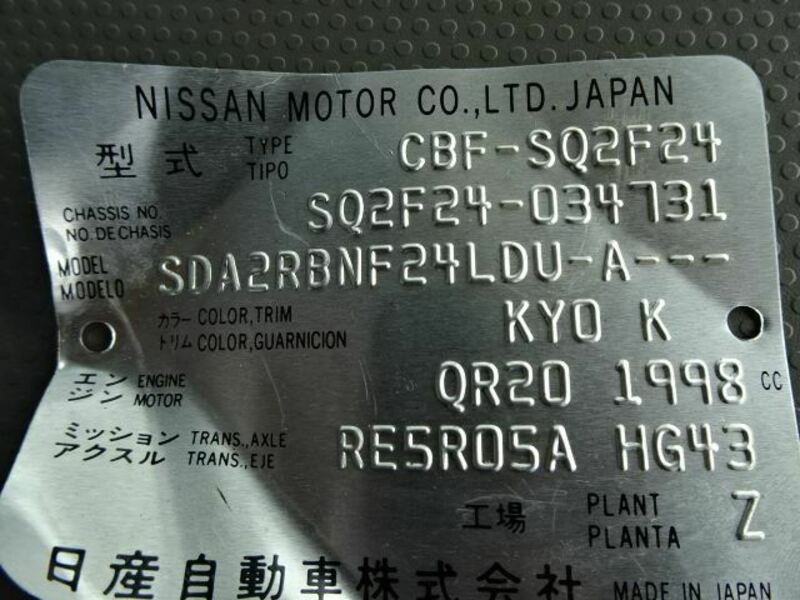 NISSAN MOTOR CO.,LTD. JAPAN
型式 TYPE TIPO CBF-SQ2F24
CHASSIS NO. NO. DE CHASIS SQ2F24-034731
MODEL MODELO SDA2RBNF24LDU-A---
カラー COLOR,TRIM
トリム COLOR,GUARNICION KYO K
エンジン ENGINE MOTOR QR20 1998 CC
ミッション TRANS.,AXLE
アクスル TRANS.,EJE RE5R05A HG43
工場 PLANT PLANTA Z
日産自動車株式会社 MADE IN JAPAN